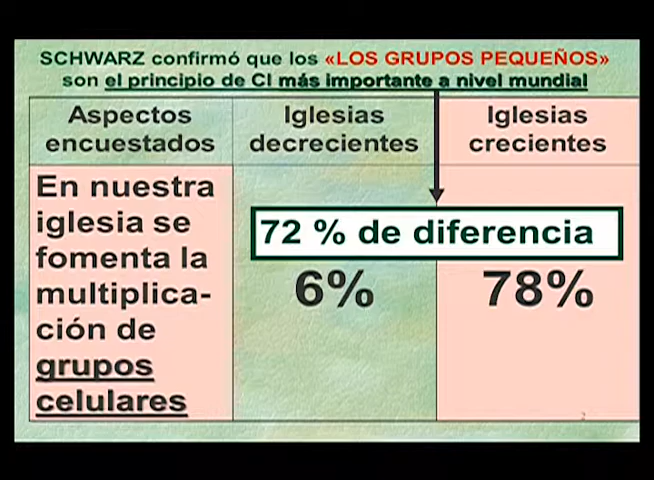 SCHWARZ confirmó que los «LOS GRUPOS PEQUEÑOS»
son el principio de CI más importante a nivel mundial
Aspectos
encuestados
Iglesias
decrecientes
Iglesias
crecientes
En nuestra
iglesia se
fomenta la
multiplica-
ción de
grupos
celulares
72 % de diferencia
6%
78%